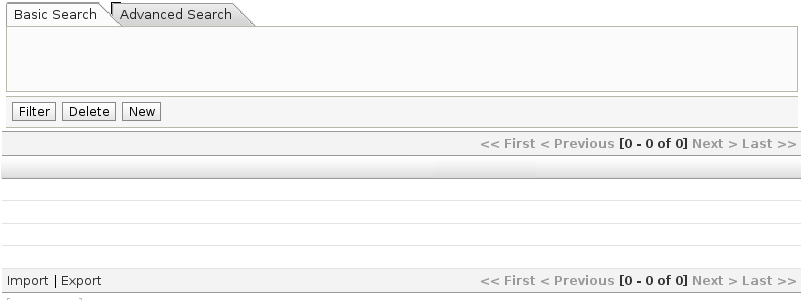 Basic Search Advanced Search
Filter Delete New
<< First < Previous [0 - 0 of 0] Next > Last >>
Import | Export << First < Previous [0 - 0 of 0] Next > Last >>